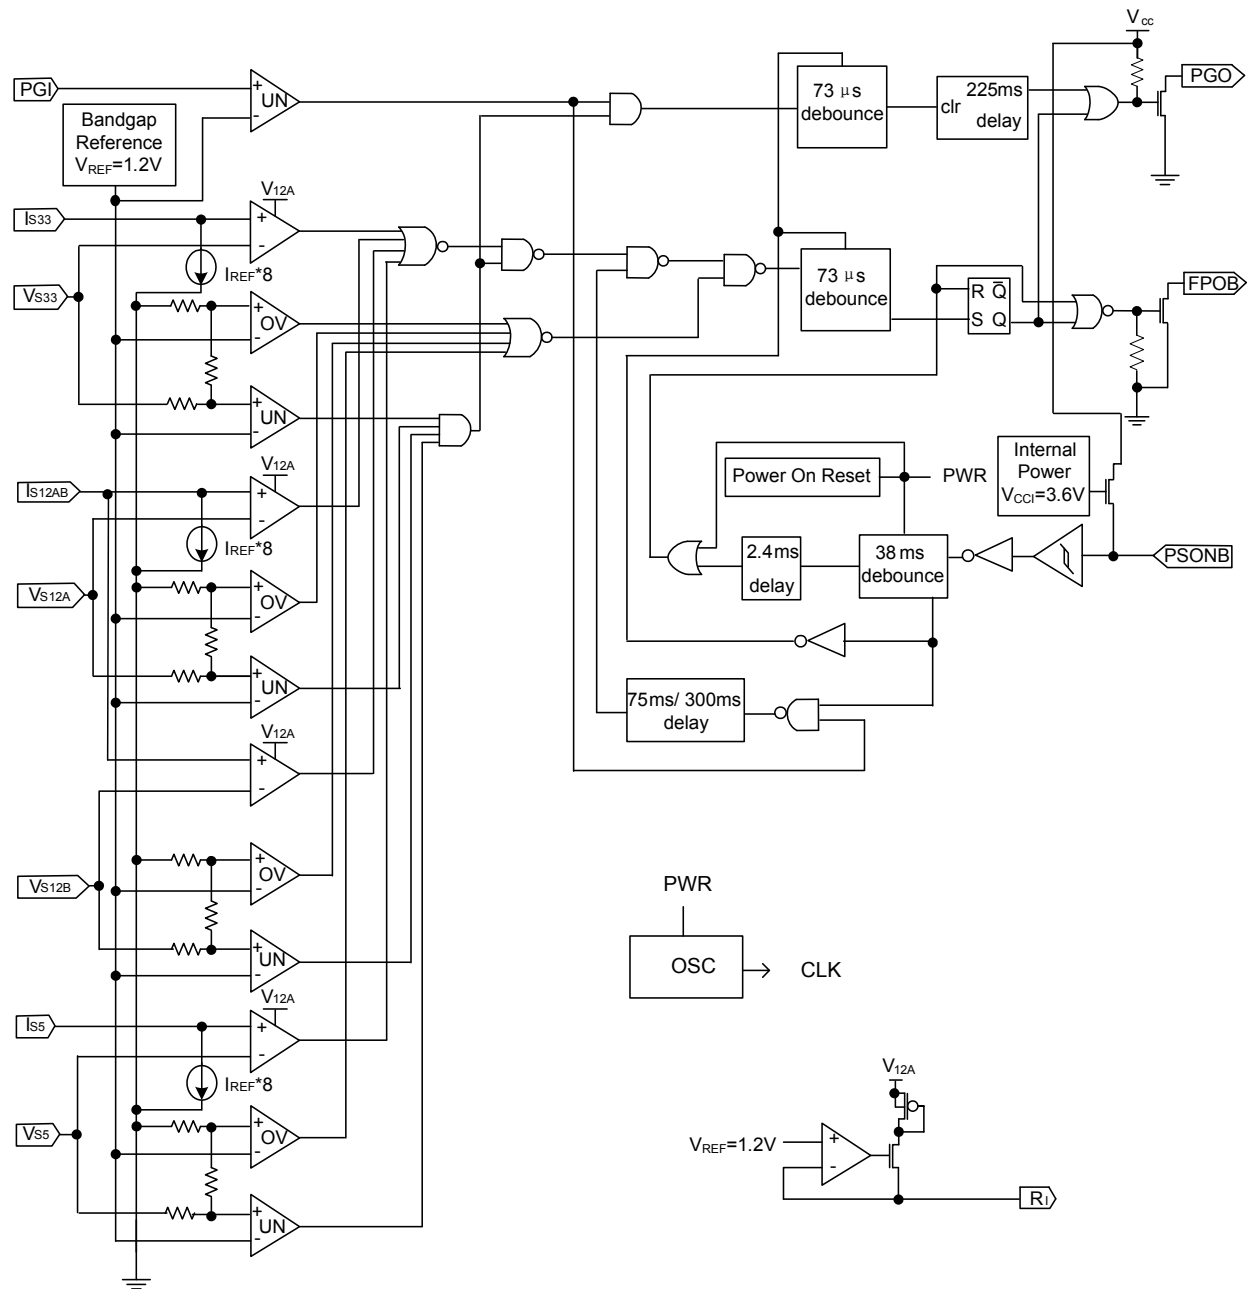 Vcc
PGI
+
UN
-
73 μs
debounce
225ms
clr
delay
PGO
Bandgap
Reference
VREF=1.2V
V12A
IS33
+
-
IREF*8
VS33
+
OV
-
73 μs
debounce
R Q̄
S Q
FPOB
+
UN
-
V12A
IS12AB
+
-
IREF*8
Power On Reset
PWR
Internal
Power
VCCI=3.6V
2.4ms
delay
38 ms
debounce
PSONB
VS12A
+
OV
-
+
UN
-
75ms/ 300ms
delay
V12A
+
-
VS12B
+
OV
-
PWR
OSC
CLK
+
UN
-
V12A
IS5
+
-
IREF*8
VS5
+
OV
-
V12A
VREF=1.2V
+
-
RI
+
UN
-